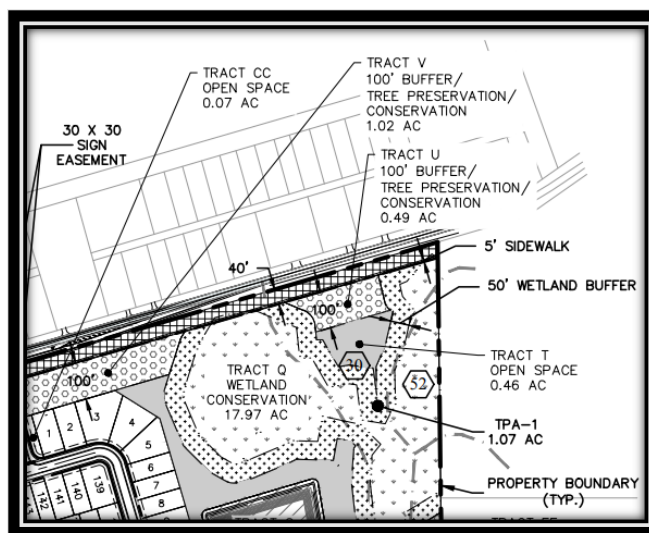 TRACT CC
OPEN SPACE
0.07 AC
TRACT V
100' BUFFER/
TREE PRESERVATION/
CONSERVATION
1.02 AC
30 X 30
SIGN
EASEMENT
TRACT U
100' BUFFER/
TREE PRESERVATION/
CONSERVATION
0.49 AC
5' SIDEWALK
40'
50' WETLAND BUFFER
100'
TRACT T
OPEN SPACE
0.46 AC
30
52
TRACT Q
WETLAND
CONSERVATION
17.97 AC
100'
TPA-1
1.07 AC
1
2
3
4
5
6
7
8
142
141
140
139
PROPERTY BOUNDARY
(TYP.)